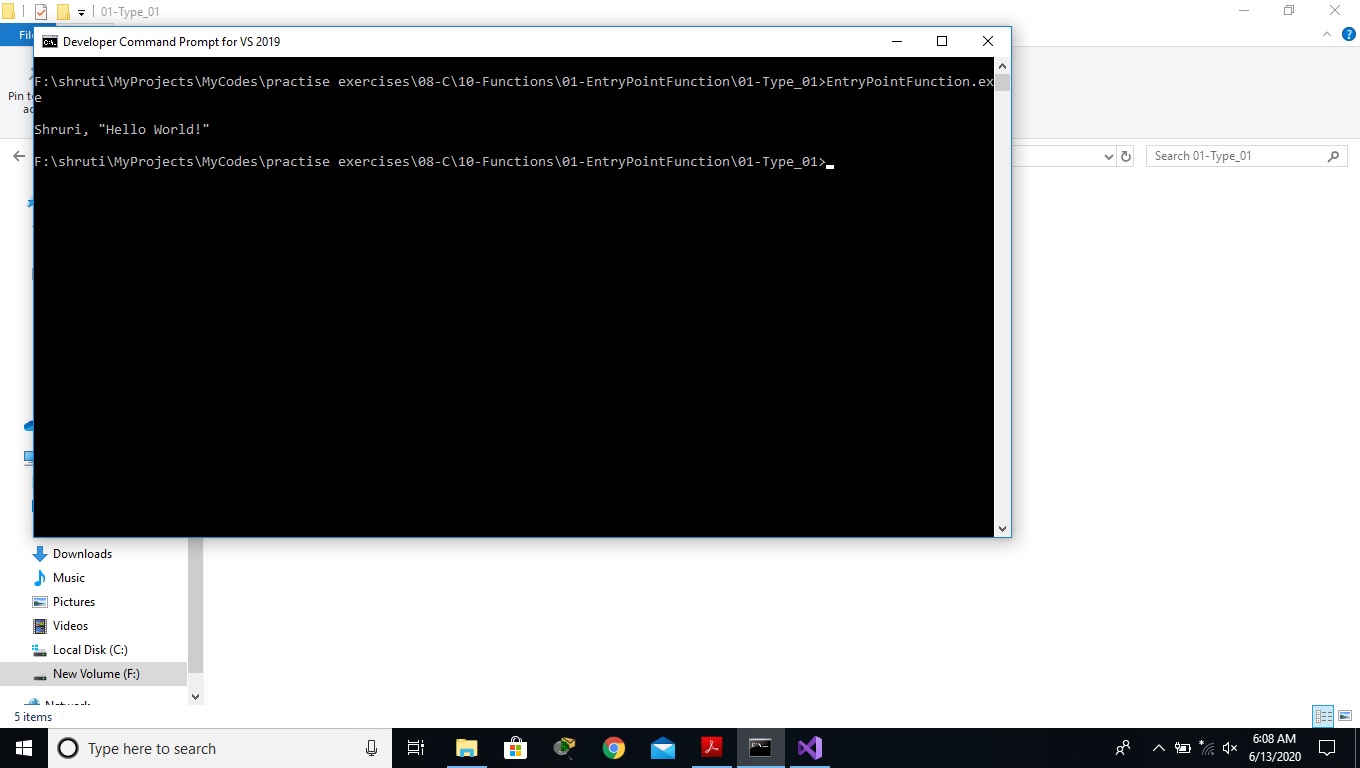 01-Type_01
Fil
Developer Command Prompt for VS 2019
F:\shruti\MyProjects\MyCodes\practise exercises\08-C\10-Functions\01-EntryPointFunction\01-Type_01>EntryPointFunction.ex
e
Shruri, "Hello World!"
F:\shruti\MyProjects\MyCodes\practise exercises\08-C\10-Functions\01-EntryPointFunction\01-Type_01>
Pin t
ac
Search 01-Type_01
Downloads
Music
Pictures
Videos
Local Disk (C:)
New Volume (F:)
5 items
Type here to search
6:08 AM
6/13/2020